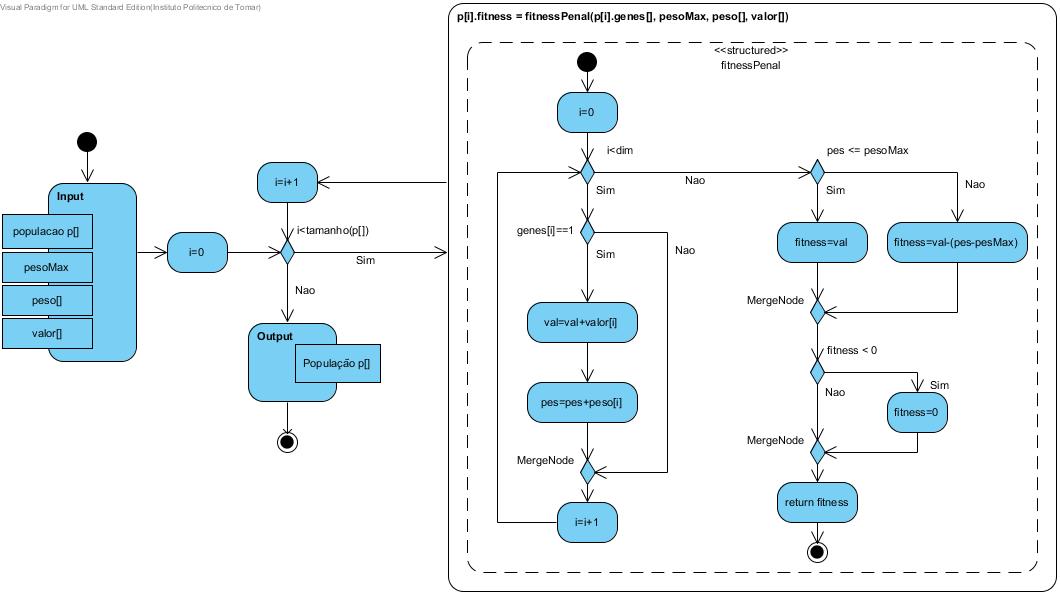 Visual Paradigm for UML Standard Edition(Instituto Politecnico de Tomar)
Input
populacao p[]
pesoMax
peso[]
valor[]
i=0
i=i+1
i<tamanho(p[])
Sim
Nao
Output
População p[]
p[i].fitness = fitnessPenal(p[i].genes[], pesoMax, peso[], valor[])
<<structured>>
fitnessPenal
i=0
i<dim
Sim
Nao
genes[i]==1
Sim
Nao
val=val+valor[i]
pes=pes+peso[i]
MergeNode
i=i+1
pes <= pesoMax
Sim
Nao
fitness=val
fitness=val-(pes-pesMax)
MergeNode
fitness < 0
Sim
Nao
fitness=0
MergeNode
return fitness